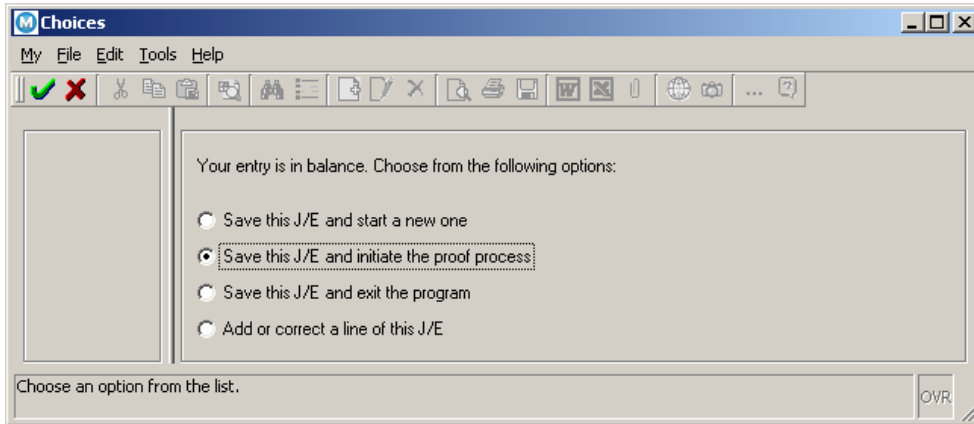 M Choices
My File Edit Tools Help
W X ... ?
Your entry is in balance. Choose from the following options:
Save this J/E and start a new one
Save this J/E and initiate the proof process
Save this J/E and exit the program
Add or correct a line of this J/E
Choose an option from the list.
OVR